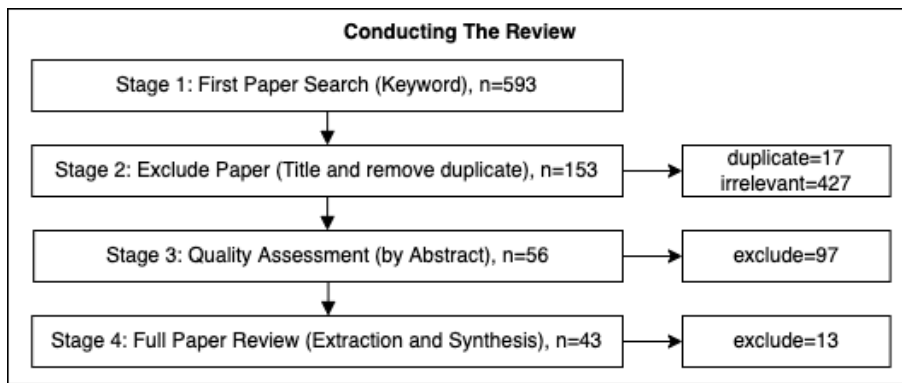 Conducting The Review
Stage 1: First Paper Search (Keyword), n=593
Stage 2: Exclude Paper (Title and remove duplicate), n=153
duplicate=17
irrelevant=427
Stage 3: Quality Assessment (by Abstract), n=56
exclude=97
Stage 4: Full Paper Review (Extraction and Synthesis), n=43
exclude=13